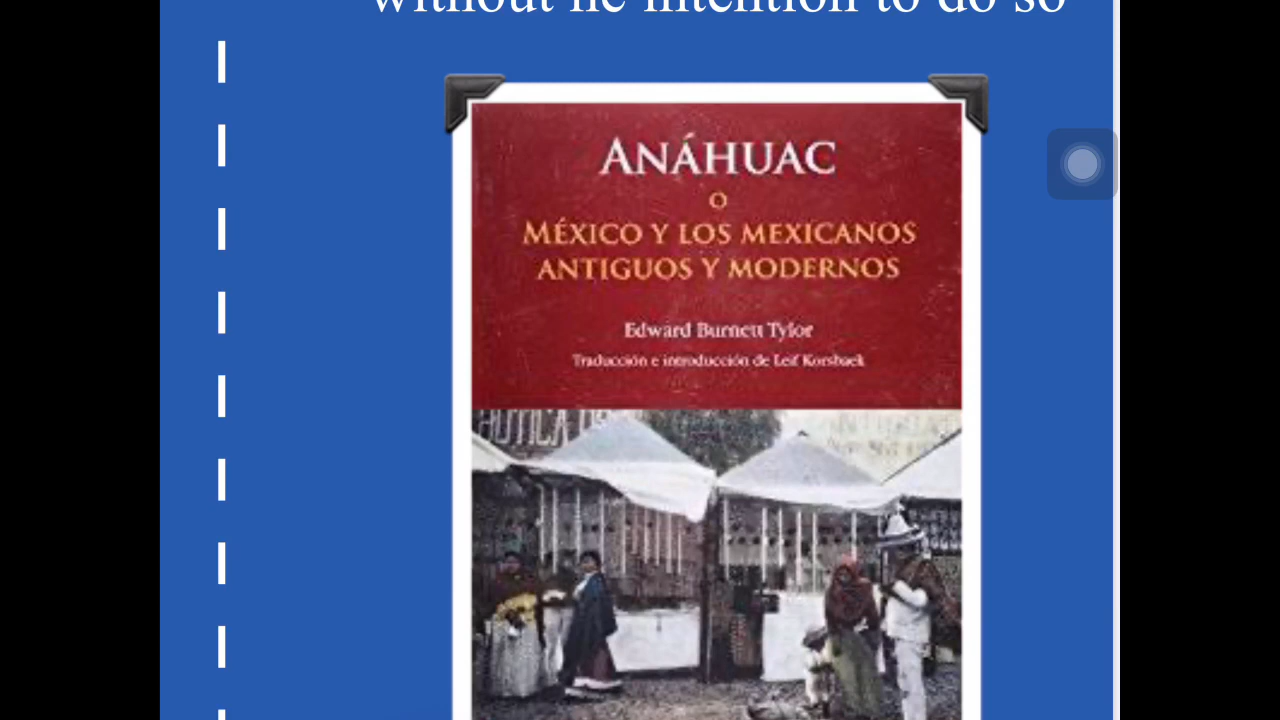 without he intention to do so
ANÁHUAC
O
MÉXICO Y LOS MEXICANOS
ANTIGUOS Y MODERNOS
Edward Burnett Tylor
Traducción e introducción de Leif Korsbaek